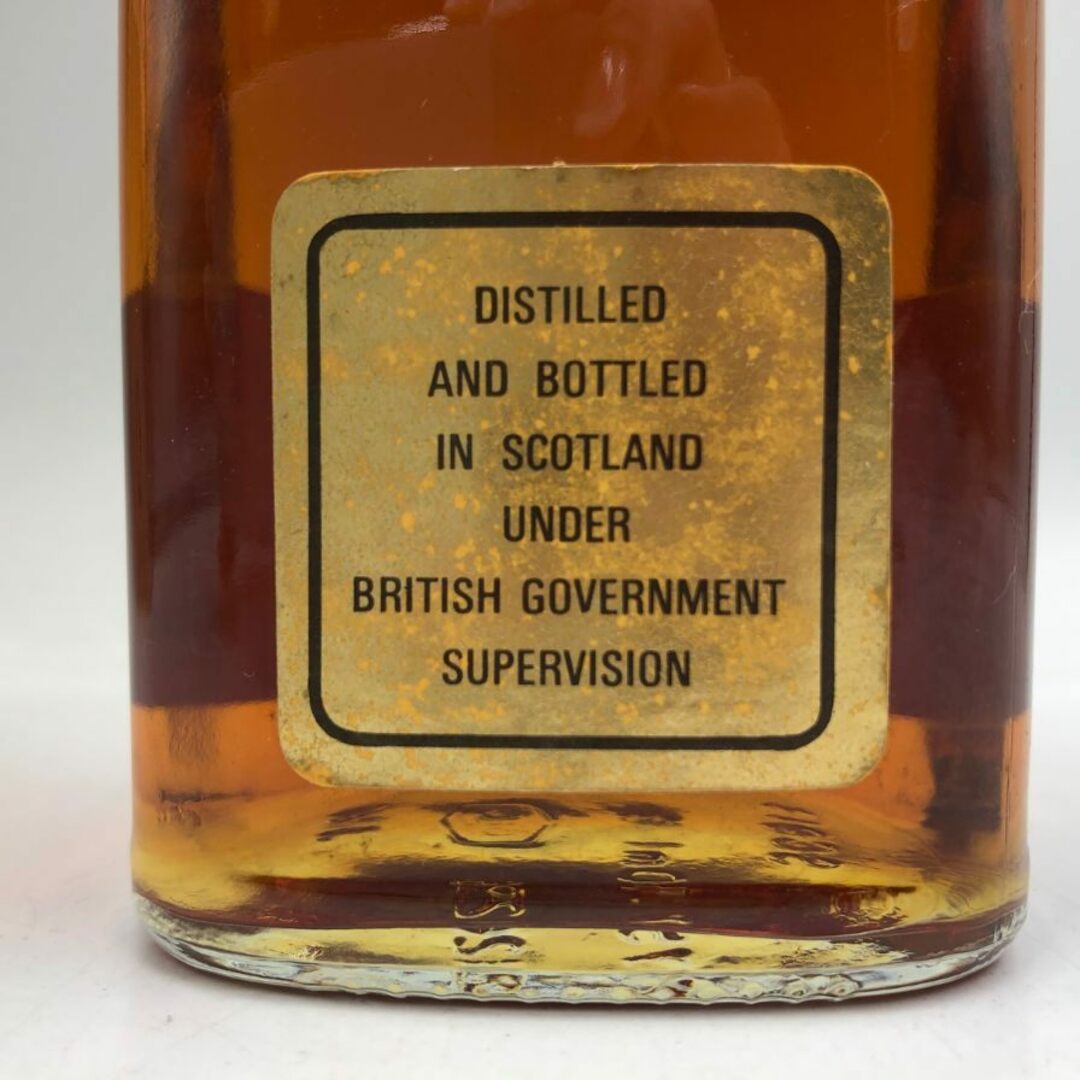 DISTILLED
AND BOTTLED
IN SCOTLAND
UNDER
BRITISH GOVERNMENT
SUPERVISION